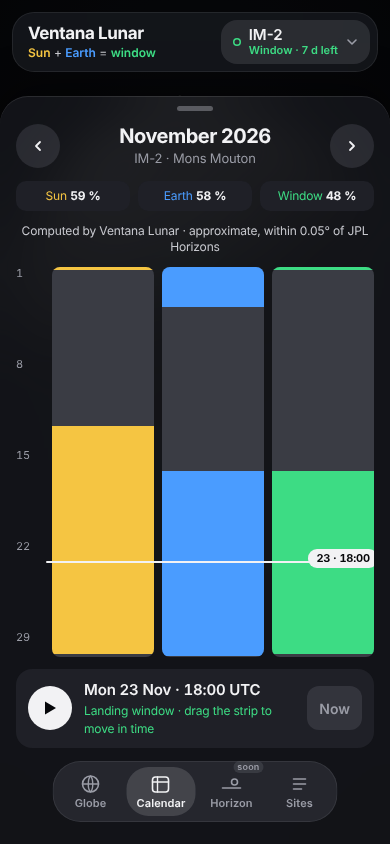 Ventana Lunar
Sun + Earth = window
IM-2
Window · 7 d left
November 2026
IM-2 · Mons Mouton
Sun 59 %
Earth 58 %
Window 48 %
Computed by Ventana Lunar · approximate, within 0.05° of JPL
Horizons
1
8
15
22
23 · 18:00
29
Mon 23 Nov · 18:00 UTC
Landing window · drag the strip to
move in time
Now
soon
Globe
Calendar
Horizon
Sites